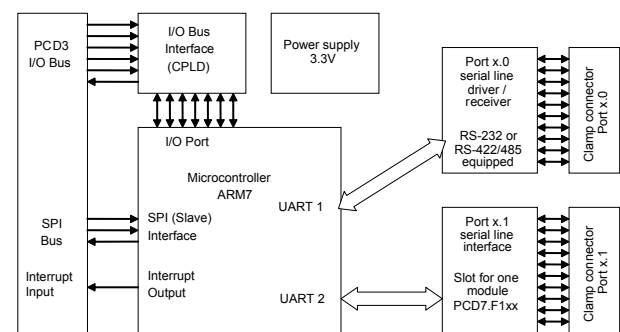 PCD3
I/O Bus
I/O Bus
Interface
(CPLD)
Power supply
3.3V
I/O Port
Microcontroller
ARM7
SPI
Bus
SPI (Slave)
Interface
Interrupt
Input
Interrupt
Output
UART 1
UART 2
Port x.0
serial line
driver /
receiver
RS-232 or
RS-422/485
equipped
Clamp connector
Port x.0
Port x.1
serial line
interface
Slot for one
module
PCD7.F1xx
Clamp connector
Port x.1